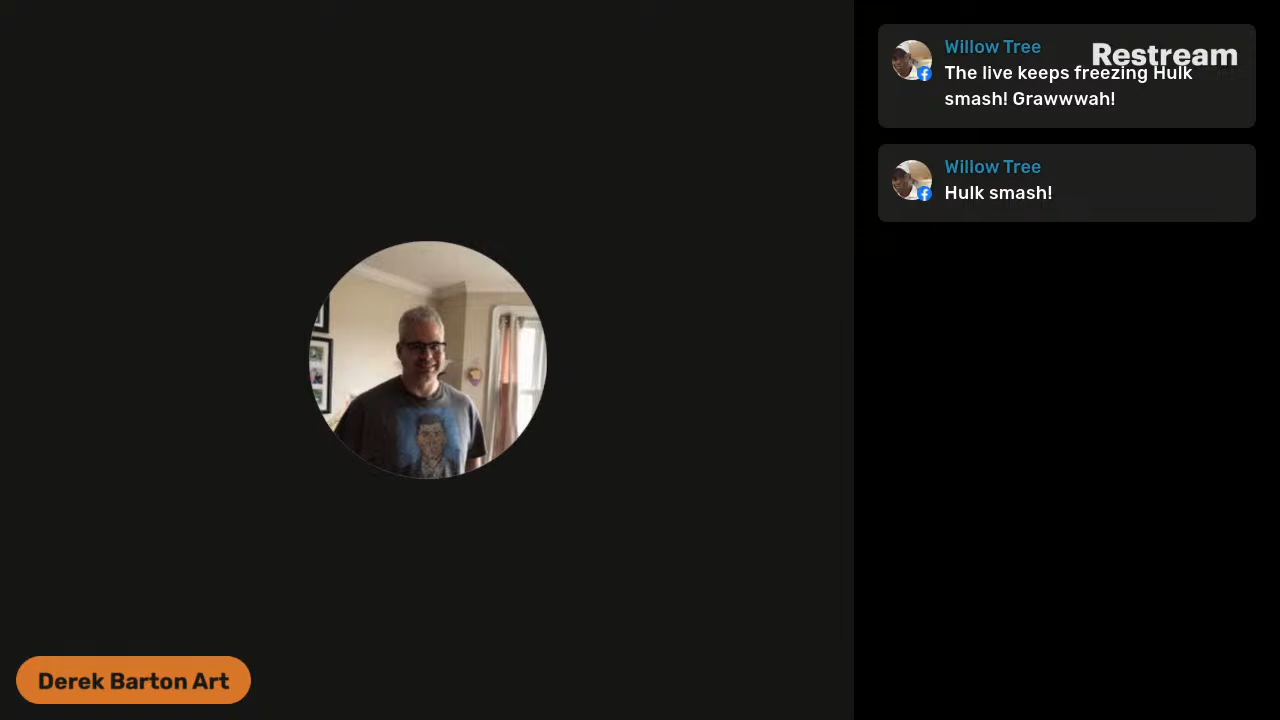 Willow Tree
Restream
The live keeps freezing Hulk
smash! Grawwwah!
Willow Tree
Hulk smash!
Derek Barton Art